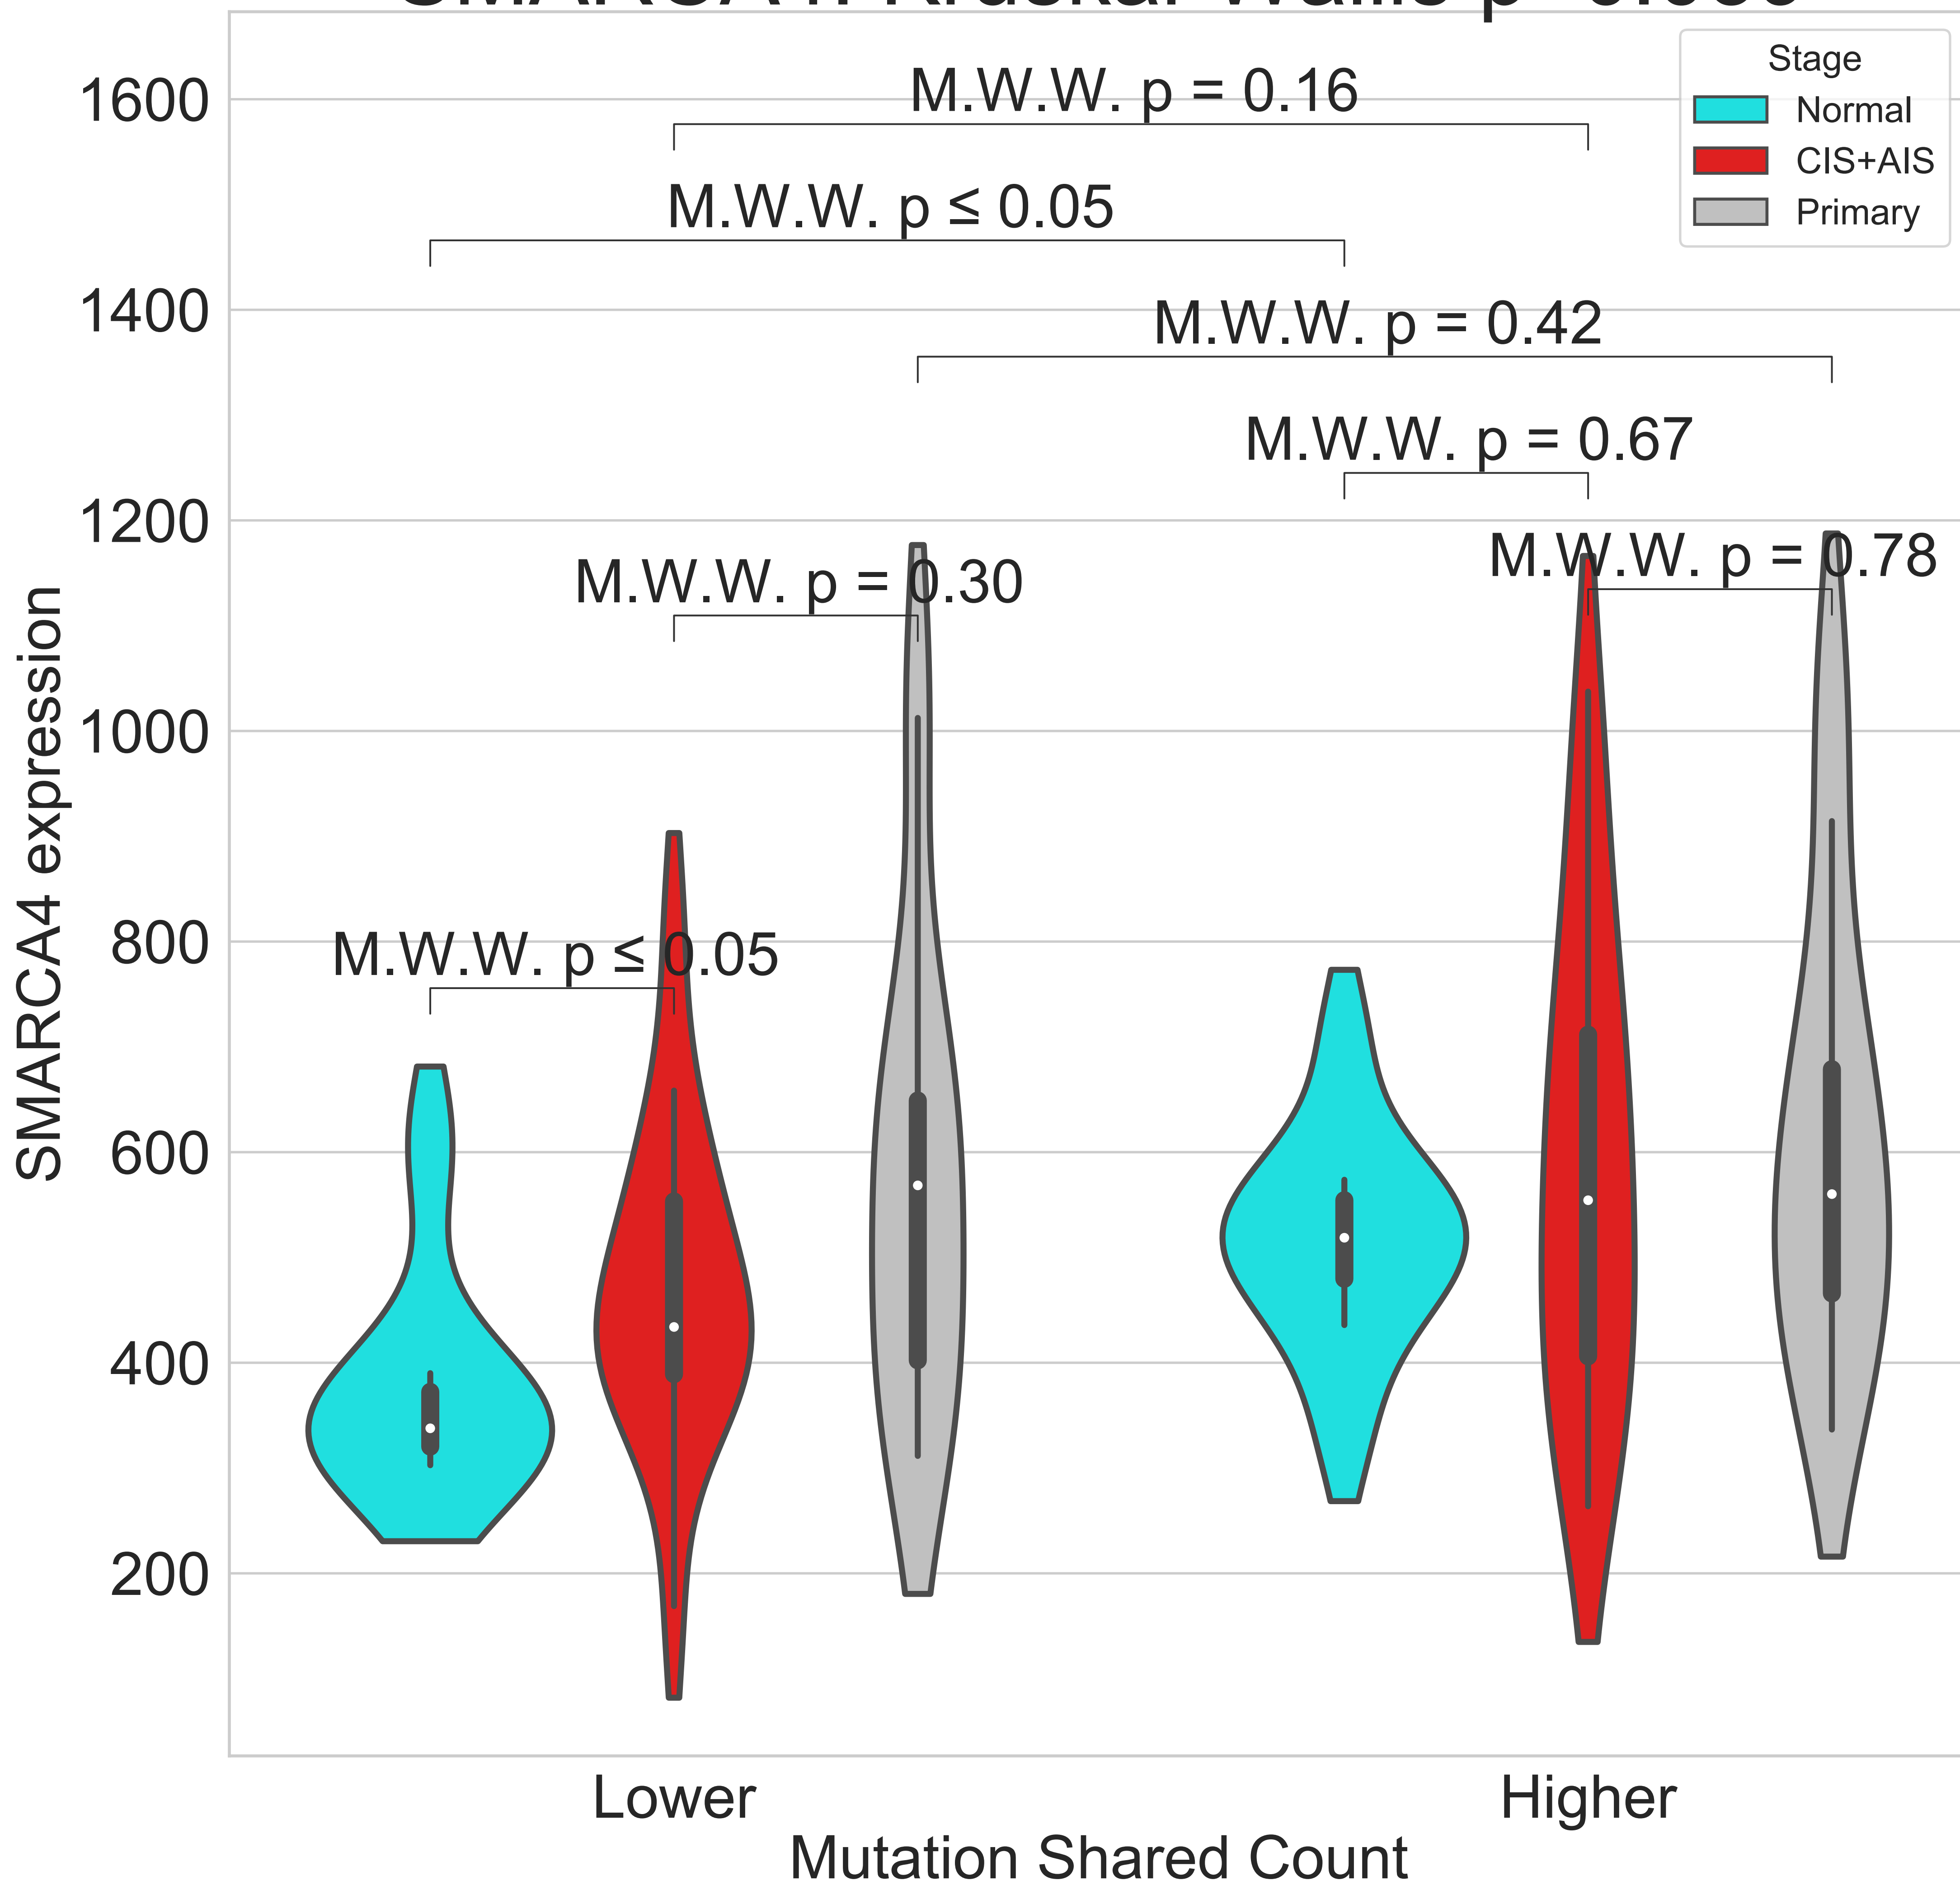 Stage
Normal
CIS+AIS
Primary
M.W.W. p = 0.16
M.W.W. p ≤ 0.05
M.W.W. p = 0.42
M.W.W. p = 0.67
M.W.W. p = 0.78
M.W.W. p = 0.30
M.W.W. p ≤ 0.05
1600
1400
1200
1000
800
600
400
200
SMARCA4 expression
Lower
Higher
Mutation Shared Count